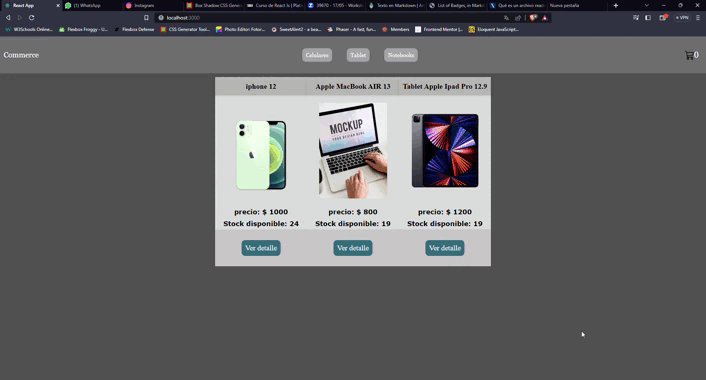 React App
(1) WhatsApp
Instagram
Box Shadow CSS Gener
Curso de React Js | Plat
39670 - 17/05 - Worksh
Texto en Markdown | A
List of Badges, in Mark
Qué es un archivo read
Nueva pestaña
localhost:3000
VPN
W3Schools Online...
Flexbox Froggy - U...
Flexbox Defense
CSS Generator Tool...
Photo Editor: Fotor...
SweetAlert2 - a bea...
Phaser - A fast, fun...
Members
Frontend Mentor |...
Eloquent JavaScript...
Commerce
Celulares
Tablet
Notebooks
0
iphone 12
Apple MacBook AIR 13
Tablet Apple Ipad Pro 12.9
MOCKUP
precio: $ 1000
precio: $ 800
precio: $ 1200
Stock disponible: 24
Stock disponible: 19
Stock disponible: 19
Ver detalle
Ver detalle
Ver detalle